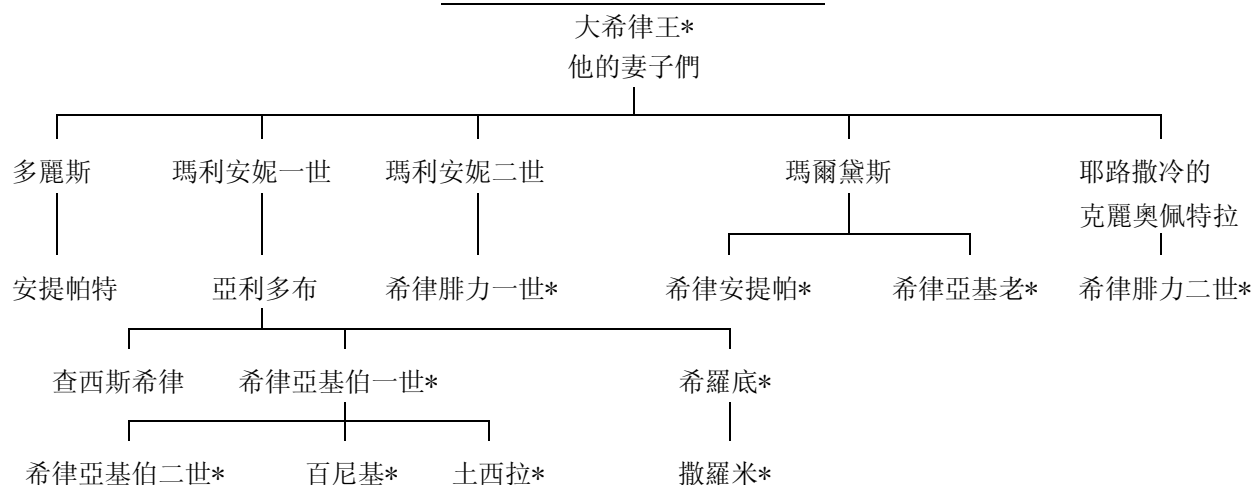 大希律王*
他的妻子們
多麗斯 瑪利安妮一世 瑪利安妮二世 瑪爾黛斯 耶路撒冷的
克麗奧佩特拉
安提帕特 亞利多布 希律腓力一世* 希律安提帕* 希律亞基老* 希律腓力二世*
查西斯希律 希律亞基伯一世* 希羅底*
希律亞基伯二世* 百尼基* 土西拉* 撒羅米*